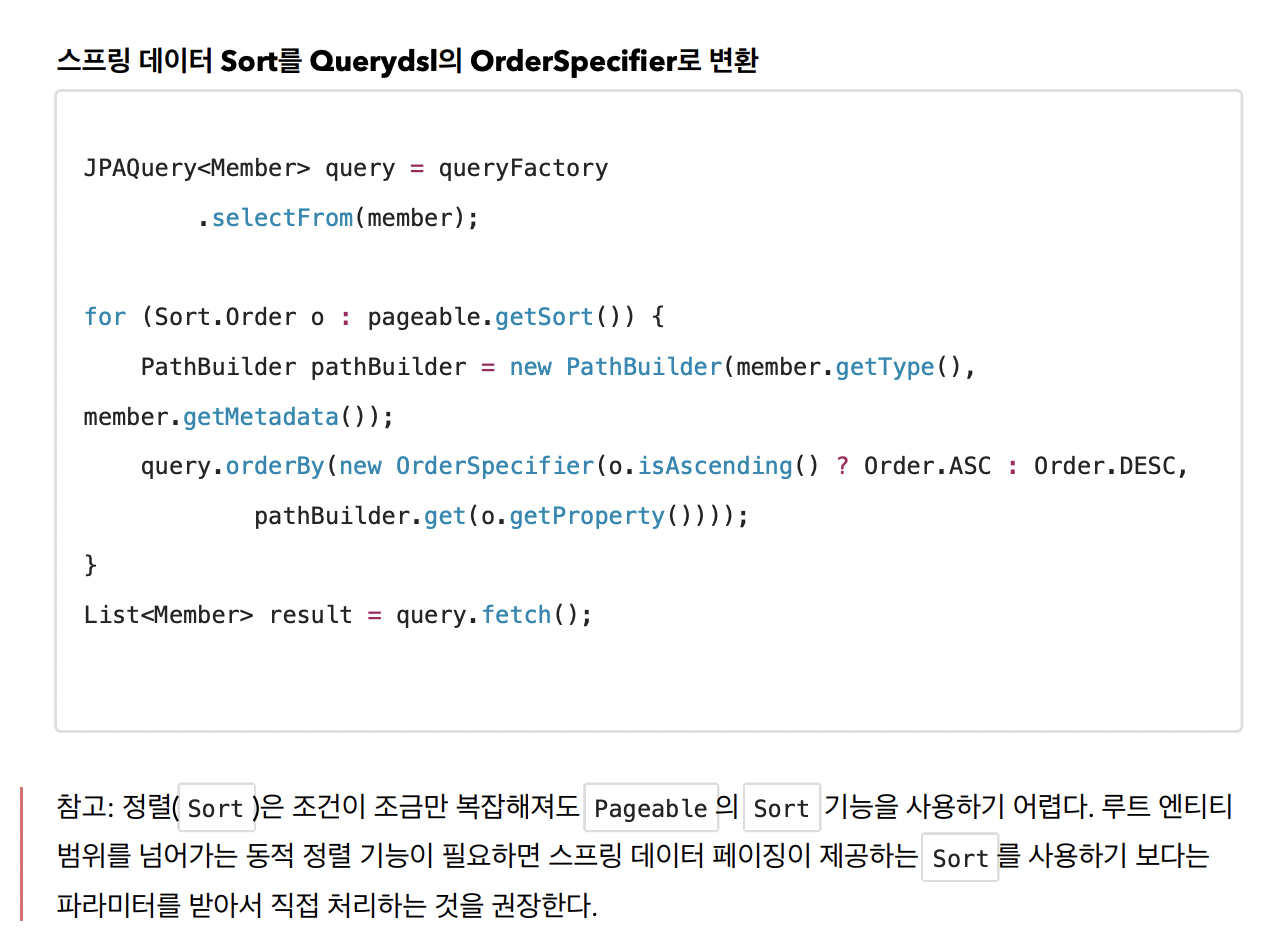 스프링 데이터 Sort를 Querydsl의 OrderSpecifier로 변환
JPAQuery<Member> query = queryFactory
        .selectFrom(member);
for (Sort.Order o : pageable.getSort()) {
    PathBuilder pathBuilder = new PathBuilder(member.getType(),
member.getMetadata());
    query.orderBy(new OrderSpecifier(o.isAscending() ? Order.ASC : Order.DESC,
            pathBuilder.get(o.getProperty())));
}
List<Member> result = query.fetch();
참고: 정렬( Sort )은 조건이 조금만 복잡해져도 Pageable 의 Sort 기능을 사용하기 어렵다. 루트 엔티티
범위를 넘어가는 동적 정렬 기능이 필요하면 스프링 데이터 페이징이 제공하는 Sort 를 사용하기 보다는
파라미터를 받아서 직접 처리하는 것을 권장한다.